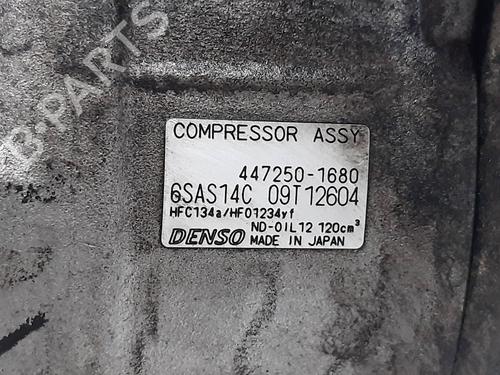 B-PARTS
COMPRESSOR ASSY
447250-1680
6SAS14C 09T12604
HFC134a/HFO1234yf
ND-OIL12 120cm³
DENSO MADE IN JAPAN